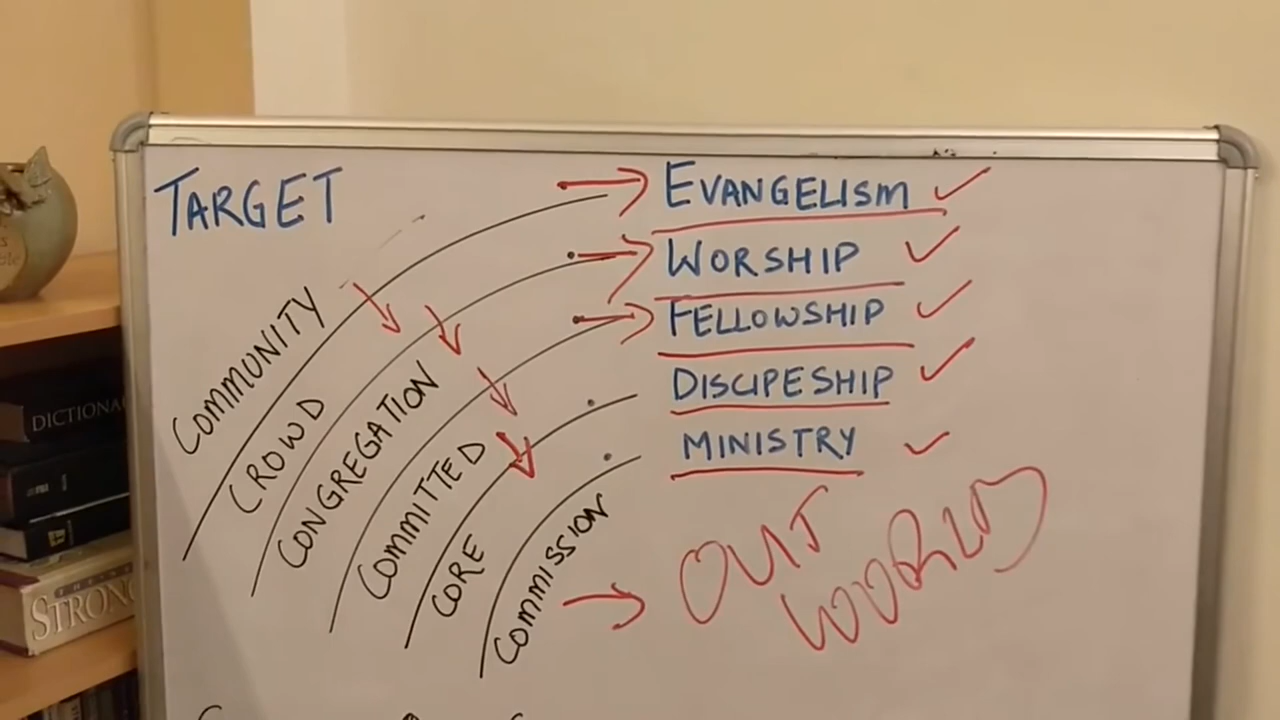 TARGET
EVANGELISM
WORSHIP
FELLOWSHIP
DISCIPESHIP
MINISTRY
COMMUNITY
CROWD
CONGREGATION
COMMITTED
CORE
COMMISSION
OUT
WORLD
DICTIONA
STRONG